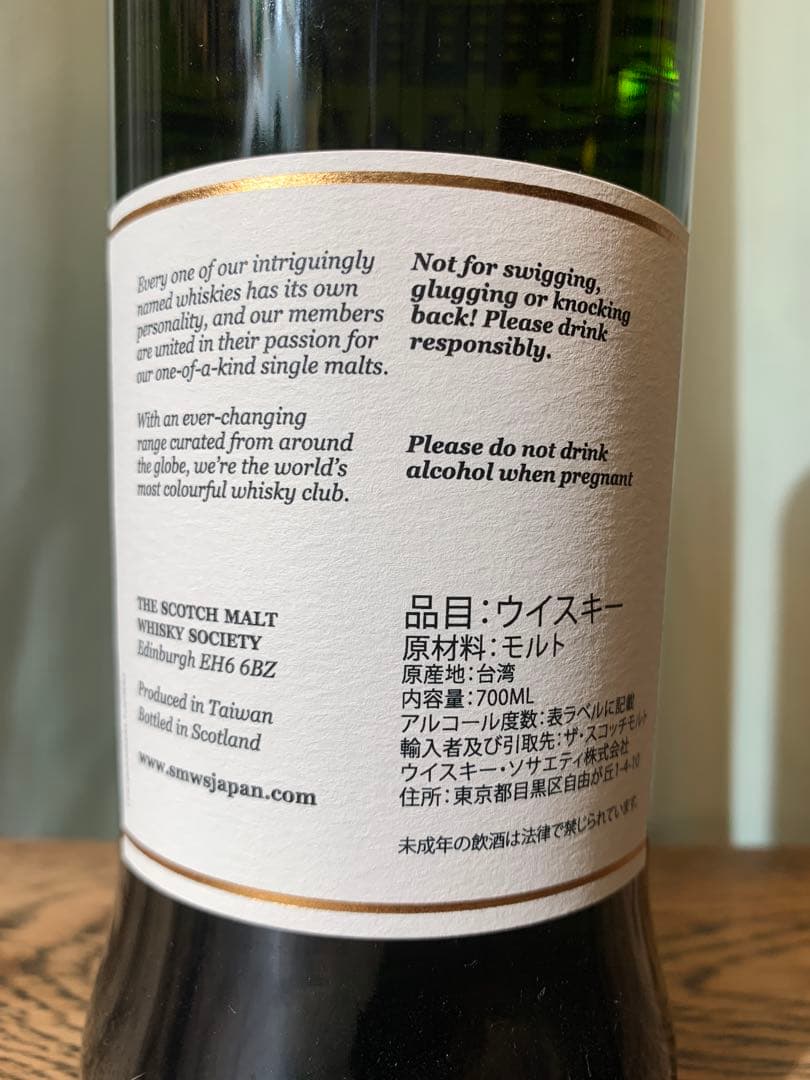 Every one of our intriguingly
named whiskies has its own
personality, and our members
are united in their passion for
our one-of-a-kind single malts.
With an ever-changing
range curated from around
the globe, we're the world's
most colourful whisky club.
THE SCOTCH MALT
WHISKY SOCIETY
Edinburgh EH6 6BZ
Produced in Taiwan
Bottled in Scotland
www.smwsjapan.com
Not for swigging,
glugging or knocking
back! Please drink
responsibly.
Please do not drink
alcohol when pregnant
品目：ウイスキー
原材料：モルト
原産地：台湾
内容量：700ML
アルコール度数：表ラベルに記載
輸入者及び引取先：ザ・スコッチモルト
ウイスキー・ソサエティ株式会社
住所：東京都目黒区自由が丘1-4-10
未成年の飲酒は法律で禁じられています。